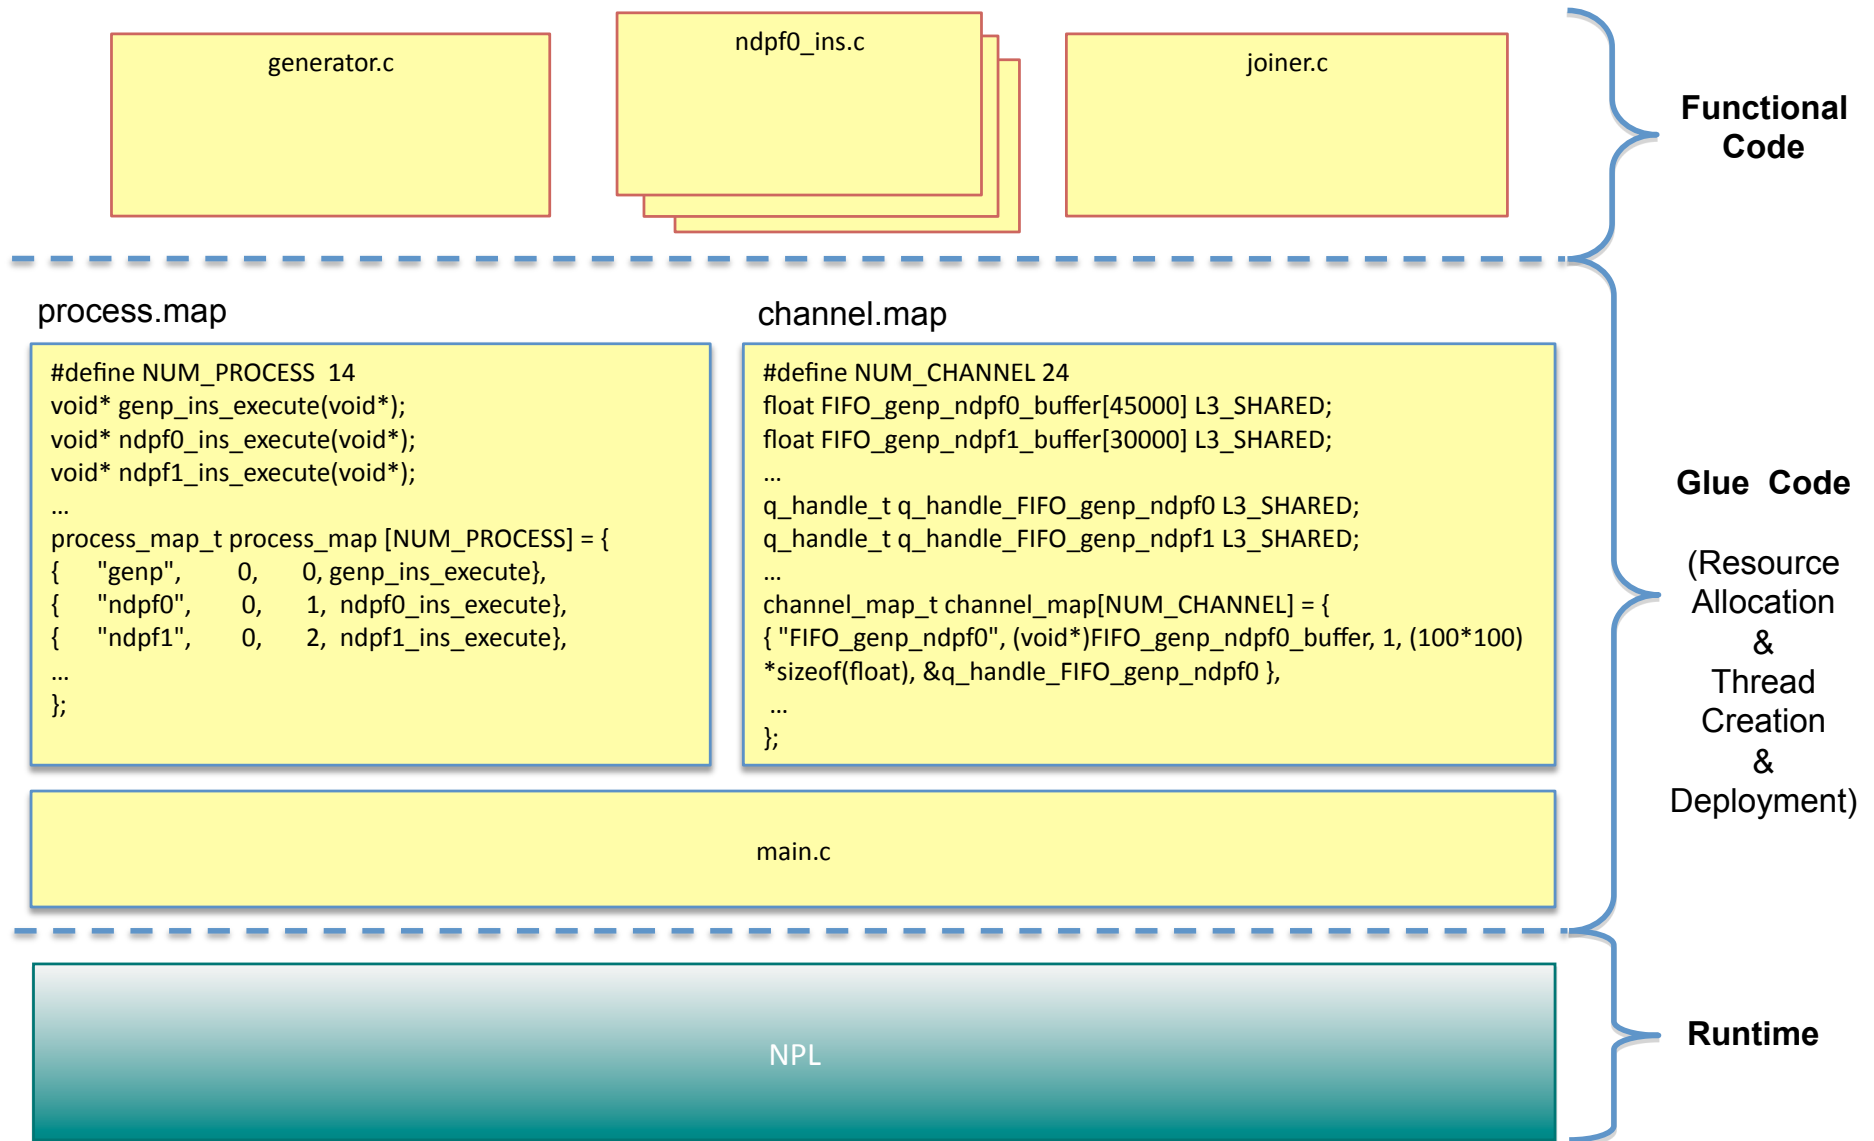 generator.c
ndpf0_ins.c
joiner.c
Functional
Code
process.map
#define NUM_PROCESS  14
void* genp_ins_execute(void*);
void* ndpf0_ins_execute(void*);
void* ndpf1_ins_execute(void*);
...
process_map_t process_map [NUM_PROCESS] = {
{ "genp", 0, 0, genp_ins_execute},
{ "ndpf0", 0, 1, ndpf0_ins_execute},
{ "ndpf1", 0, 2, ndpf1_ins_execute},
...
};
channel.map
#define NUM_CHANNEL 24
float FIFO_genp_ndpf0_buffer[45000] L3_SHARED;
float FIFO_genp_ndpf1_buffer[30000] L3_SHARED;
...
q_handle_t q_handle_FIFO_genp_ndpf0 L3_SHARED;
q_handle_t q_handle_FIFO_genp_ndpf1 L3_SHARED;
...
channel_map_t channel_map[NUM_CHANNEL] = {
{ "FIFO_genp_ndpf0", (void*)FIFO_genp_ndpf0_buffer, 1, (100*100)
*sizeof(float), &q_handle_FIFO_genp_ndpf0 },
...
};
Glue  Code
(Resource
Allocation
&
Thread
Creation
&
Deployment)
main.c
NPL
Runtime